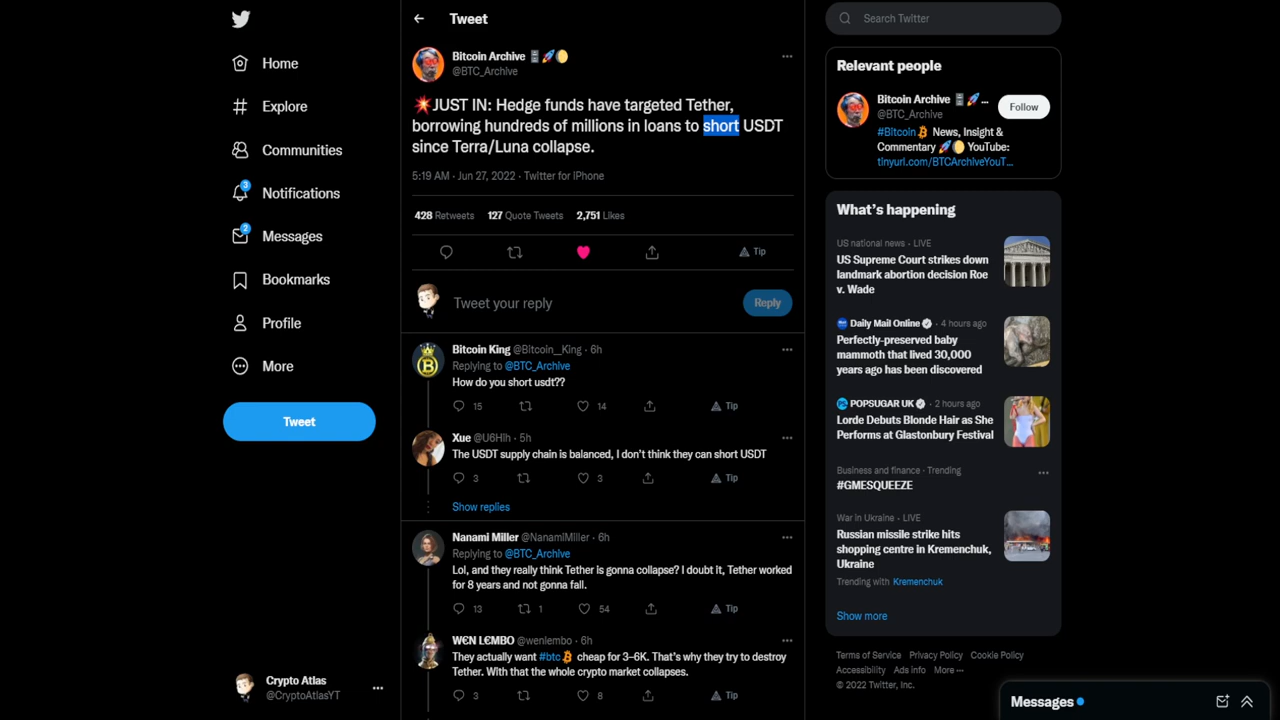 Home
Explore
Communities
Notifications
3
Messages
2
Bookmarks
Profile
More
Tweet
Crypto Atlas
@CryptoAtlasYT
Tweet
Bitcoin Archive 🗄🚀🌔
@BTC_Archive
💥JUST IN: Hedge funds have targeted Tether,
borrowing hundreds of millions in loans to short USDT
since Terra/Luna collapse.
5:19 AM · Jun 27, 2022 · Twitter for iPhone
428 Retweets 127 Quote Tweets 2,751 Likes
Tip
Tweet your reply
Reply
Bitcoin King @Bitcoin__King · 6h
Replying to @BTC_Archive
How do you short usdt??
15 14 Tip
Xue @U6Hlh · 5h
The USDT supply chain is balanced, I don't think they can short USDT
3 3 Tip
Show replies
Nanami Miller @NanamiMiller · 6h
Replying to @BTC_Archive
Lol, and they really think Tether is gonna collapse? I doubt it, Tether worked
for 8 years and not gonna fall.
13 1 54 Tip
W€N L€MBO @wenlembo · 6h
They actually want #btc cheap for 3–6K. That's why they try to destroy
Tether. With that the whole crypto market collapses.
3 8 Tip
Search Twitter
Relevant people
Bitcoin Archive 🗄🚀...
@BTC_Archive
Follow
#Bitcoin News, Insight &
Commentary 🚀🌔 YouTube:
tinyurl.com/BTCArchiveYouT…
What's happening
US national news · LIVE
US Supreme Court strikes down
landmark abortion decision Roe
v. Wade
Daily Mail Online · 4 hours ago
Perfectly-preserved baby
mammoth that lived 30,000
years ago has been discovered
POPSUGAR UK · 2 hours ago
Lorde Debuts Blonde Hair as She
Performs at Glastonbury Festival
Business and finance · Trending
#GMESQUEEZE
War in Ukraine · LIVE
Russian missile strike hits
shopping centre in Kremenchuk,
Ukraine
Trending with Kremenchuk
Show more
Terms of Service Privacy Policy Cookie Policy
Accessibility Ads info More ···
© 2022 Twitter, Inc.
Messages